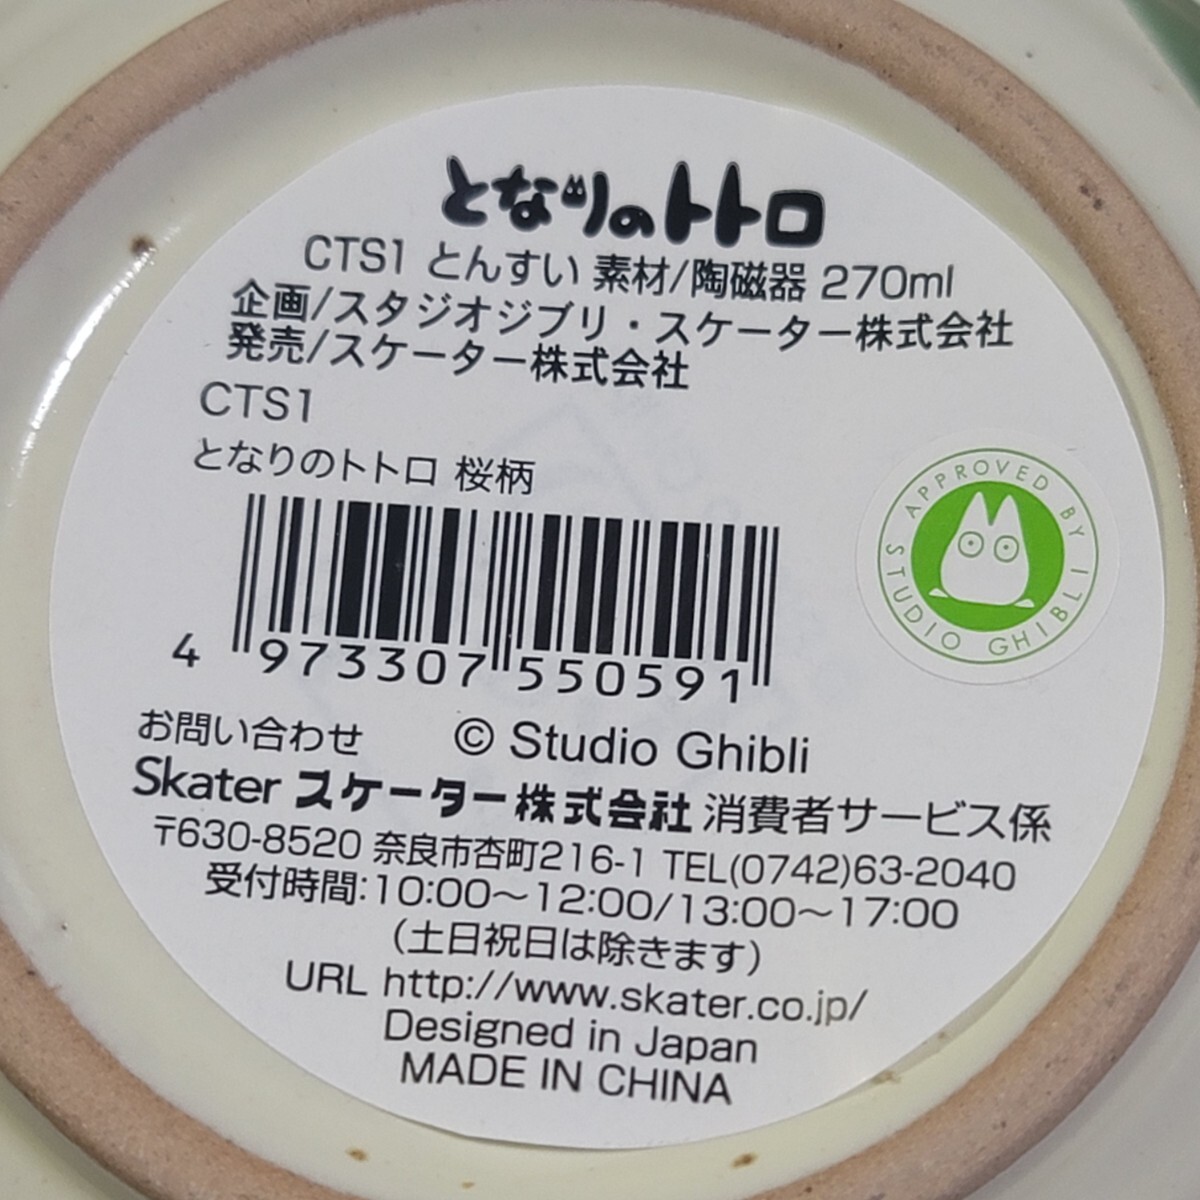 となりのトトロ
CTS1 とんすい 素材/陶磁器 270ml
企画/スタジオジブリ・スケーター株式会社
発売/スケーター株式会社
CTS1
となりのトトロ 桜柄
4 973307 550591
APPROVED BY
STUDIO GHIBLI
お問い合わせ © Studio Ghibli
Skater スケーター株式会社 消費者サービス係
〒630-8520 奈良市杏町216-1 TEL(0742)63-2040
受付時間:10:00〜12:00/13:00〜17:00
(土日祝日は除きます)
URL http://www.skater.co.jp/
Designed in Japan
MADE IN CHINA